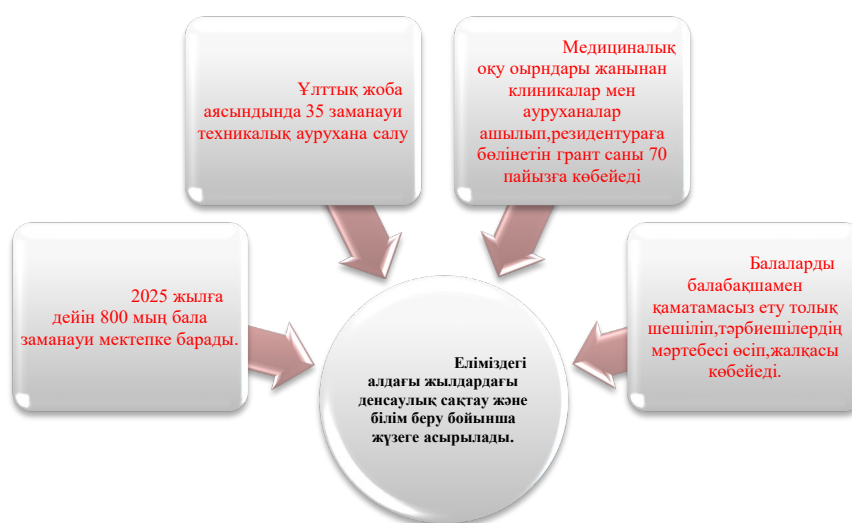 Ұлттық жоба
аясындында 35 заманауи
техникалық аурухана салу
Медициналық
оқу оырндары жанынан
клиникалар мен
ауруханалар
ашылып,резидентураға
бөлінетін грант саны 70
пайызға көбейеді
2025 жылға
дейін 800 мың бала
заманауи мектепке барады.
Балаларды
балабақшамен
қаматамасыз ету толық
шешіліп,тәрбиешілердің
мәртебесі өсіп,жалқасы
көбейеді.
Еліміздегі
алдағы жылдардағы
денсаулық сақтау және
білім беру бойынша
жүзеге асырылады.